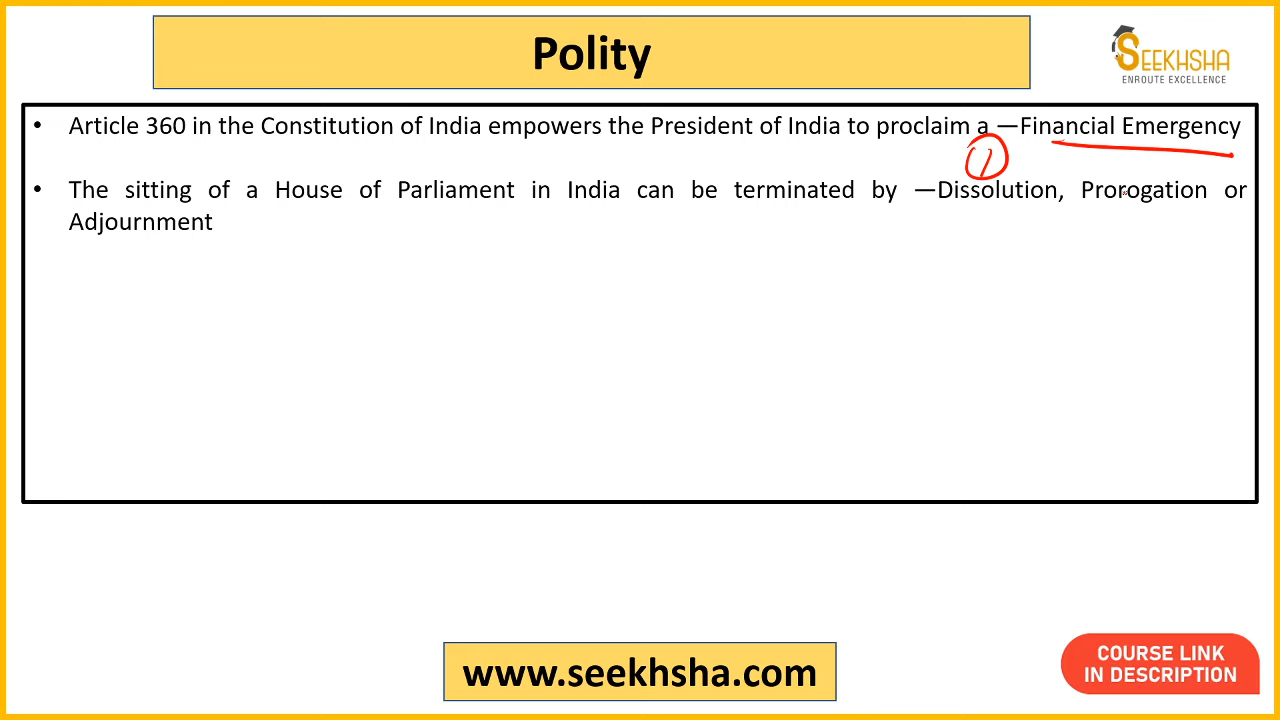 Polity
SEEKHSHA
ENROUTE EXCELLENCE
• Article 360 in the Constitution of India empowers the President of India to proclaim a —Financial Emergency
1
• The sitting of a House of Parliament in India can be terminated by —Dissolution, Prorogation or
Adjournment
www.seekhsha.com
COURSE LINK
IN DESCRIPTION